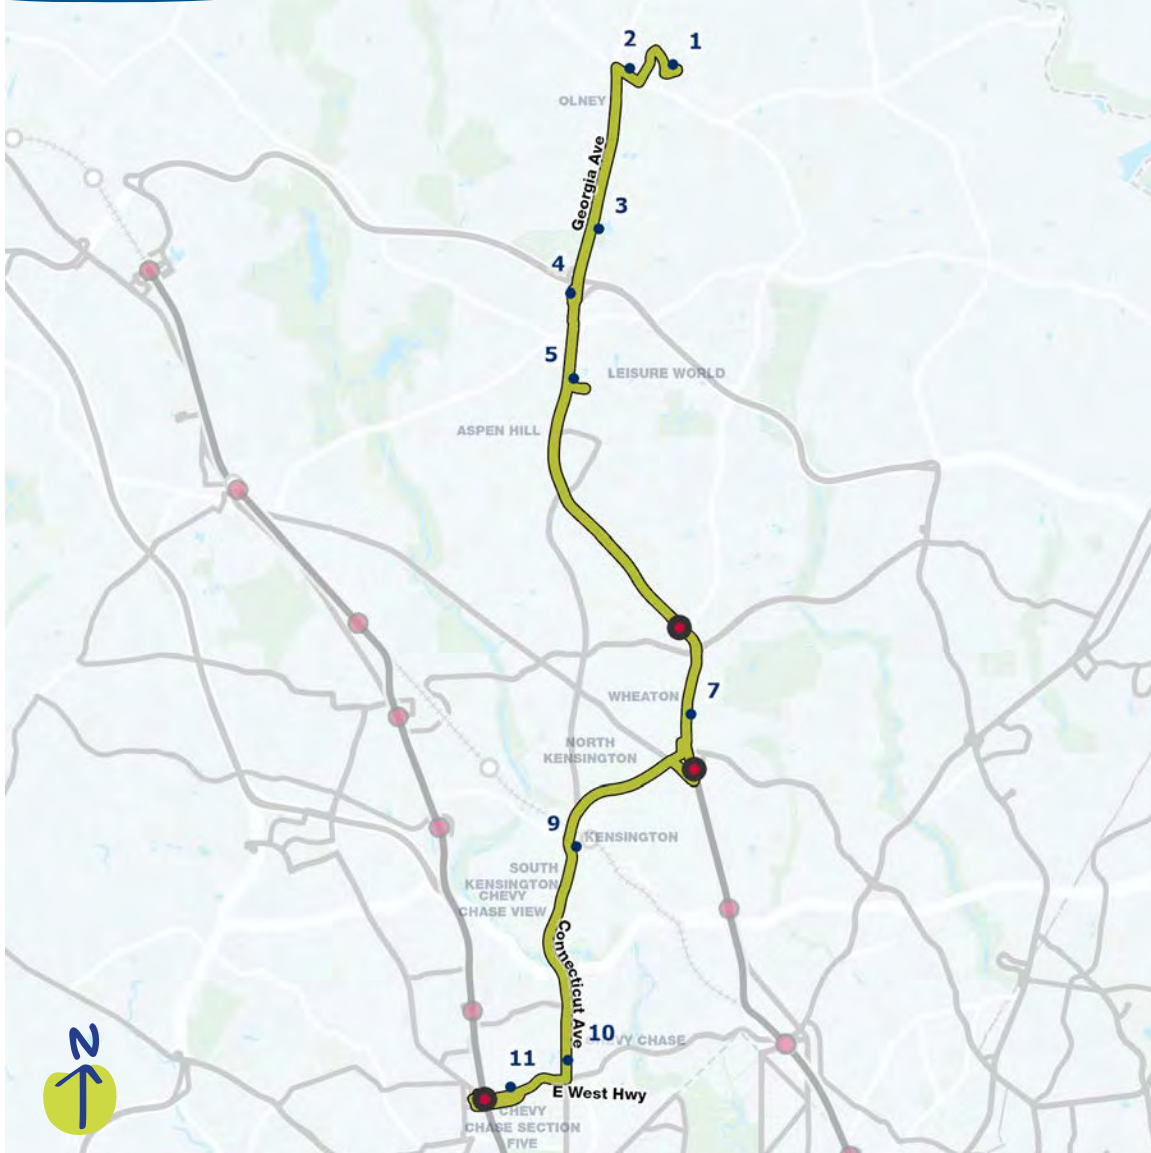 2
1
OLNEY
Georgia Ave
3
4
5
LEISURE WORLD
ASPEN HILL
WHEATON
7
NORTH
KENSINGTON
9
KENSINGTON
SOUTH
KENSINGTON
CHEVY
CHASE VIEW
Connecticut Ave
10
CHEVY CHASE
11
E West Hwy
CHEVY
CHASE SECTION
FIVE
N